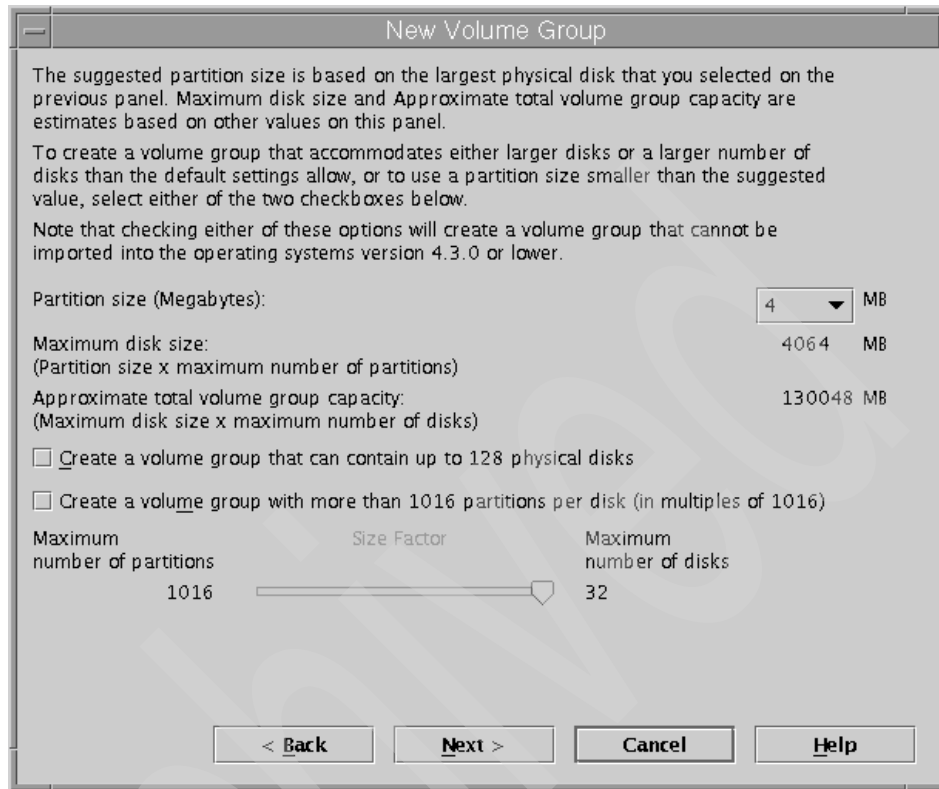 New Volume Group
The suggested partition size is based on the largest physical disk that you selected on the
previous panel. Maximum disk size and Approximate total volume group capacity are
estimates based on other values on this panel.
To create a volume group that accommodates either larger disks or a larger number of
disks than the default settings allow, or to use a partition size smaller than the suggested
value, select either of the two checkboxes below.
Note that checking either of these options will create a volume group that cannot be
imported into the operating systems version 4.3.0 or lower.
Partition size (Megabytes): 4 MB
Maximum disk size: 4064 MB
(Partition size x maximum number of partitions)
Approximate total volume group capacity: 130048 MB
(Maximum disk size x maximum number of disks)
Create a volume group that can contain up to 128 physical disks
Create a volume group with more than 1016 partitions per disk (in multiples of 1016)
Maximum Size Factor Maximum
number of partitions number of disks
1016 32
< Back Next > Cancel Help